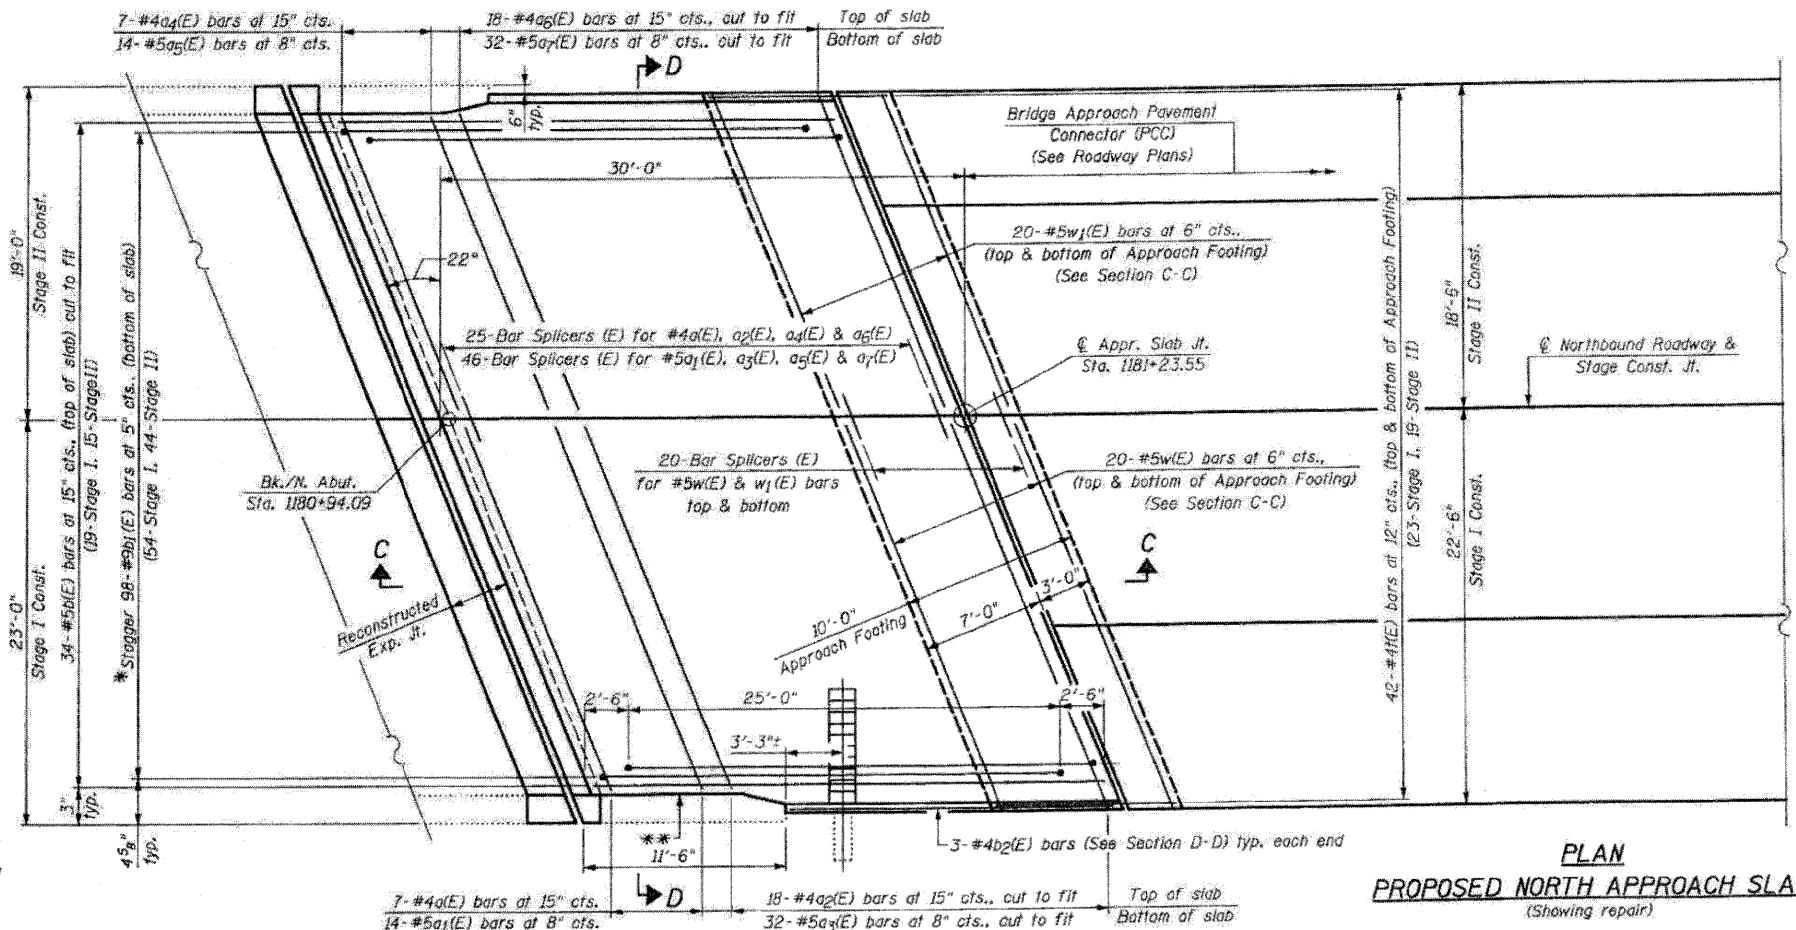 7-#4a4(E) bars at 15" cts.
14-#5a5(E) bars at 8" cts.
18-#4a6(E) bars at 15" cts., cut to fit
32-#5a7(E) bars at 8" cts., cut to fit
Top of slab
Bottom of slab
D
6"
typ.
Bridge Approach Pavement
Connector (PCC)
(See Roadway Plans)
30'-0"
19'-0"
Stage II Const.
34-#5b(E) bars at 15" cts., (top of slab) cut to fit
(19-Stage I, 15-Stage II)
*Stagger 98-#9b1(E) bars at 5" cts., (bottom of slab)
(54-Stage I, 44-Stage II)
22°
20-#5w1(E) bars at 6" cts.,
(top & bottom of Approach Footing)
(See Section C-C)
25-Bar Splicers (E) for #4a(E), a2(E), a4(E) & a6(E)
46-Bar Splicers (E) for #5a1(E), a3(E), a5(E) & a7(E)
℄ Appr. Slab Jt.
Sta. 1181+23.55
42-#4t(E) bars at 12" cts., (top & bottom of Approach Footing)
(23-Stage I, 19-Stage II)
18'-6"
Stage II Const.
℄ Northbound Roadway &
Stage Const. Jt.
Bk./N. Abut.
Sta. 1180+94.09
20-Bar Splicers (E)
for #5w(E) & w1(E) bars
top & bottom
20-#5w(E) bars at 6" cts.,
(top & bottom of Approach Footing)
(See Section C-C)
22'-6"
Stage I Const.
C
C
23'-0"
Stage I Const.
Reconstructed
Exp. Jt.
10'-0"
Approach Footing
7'-0"
3'-0"
2'-6"
25'-0"
2'-6"
3'-3"±
3"
typ.
4⅝"
typ.
**
11'-6"
3-#4b2(E) bars (See Section D-D) typ. each end
7-#4a(E) bars at 15" cts.
14-#5a1(E) bars at 8" cts.
D
18-#4a2(E) bars at 15" cts., cut to fit
32-#5a3(E) bars at 8" cts., cut to fit
Top of slab
Bottom of slab
PLAN
PROPOSED NORTH APPROACH SLA
(Showing repair)